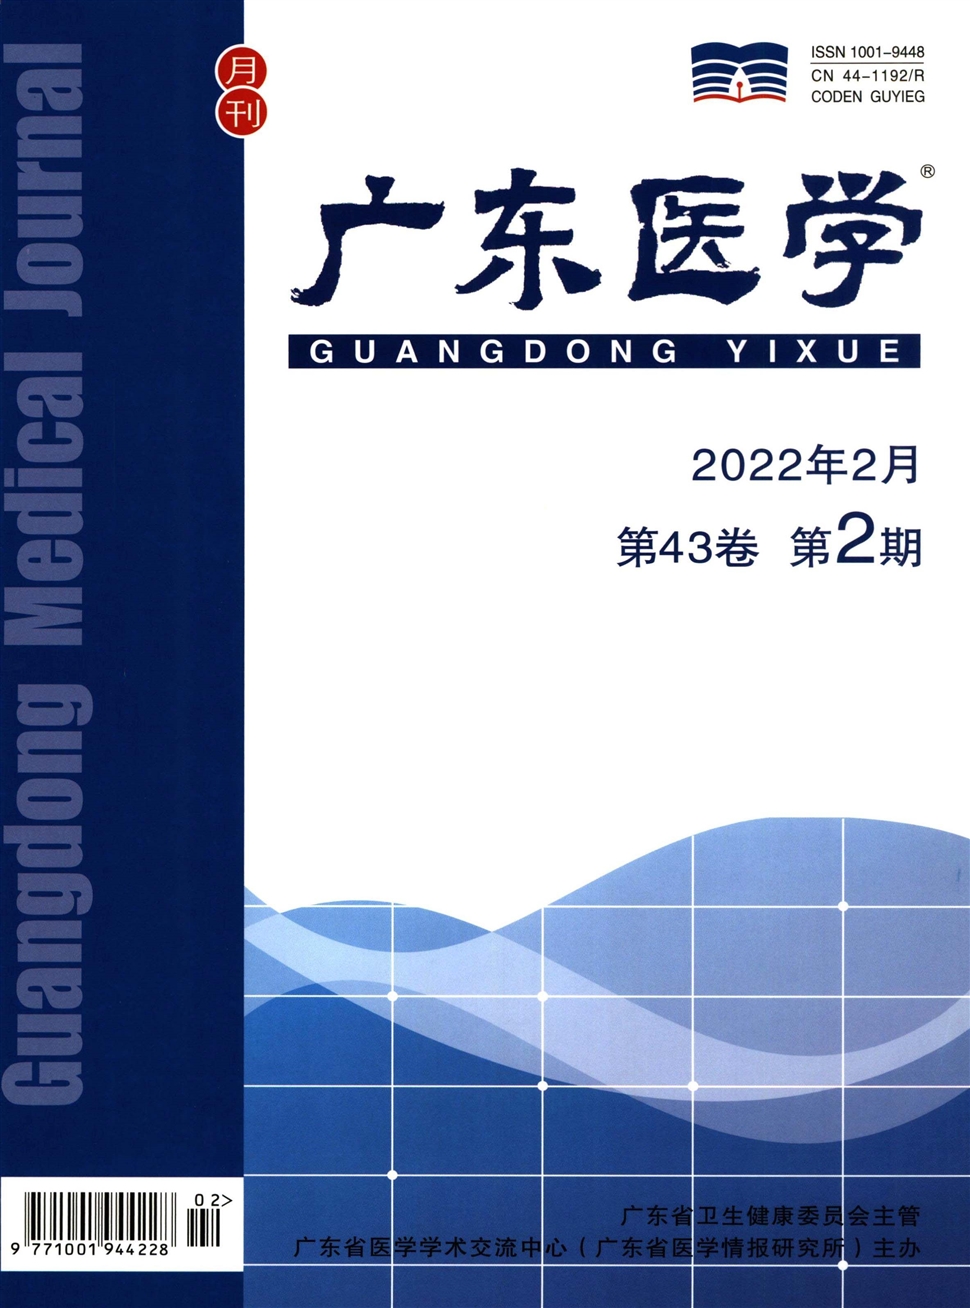 月刊
ISSN 1001-9448
CN 44-1192/R
CODEN GUYIEG
广东医学®
GUANGDONG YIXUE
2022年2月
第43卷 第2期
Guangdong Medical Journal
广东省卫生健康委员会主管
广东省医学学术交流中心（广东省医学情报研究所）主办
02>
9 771001 944228